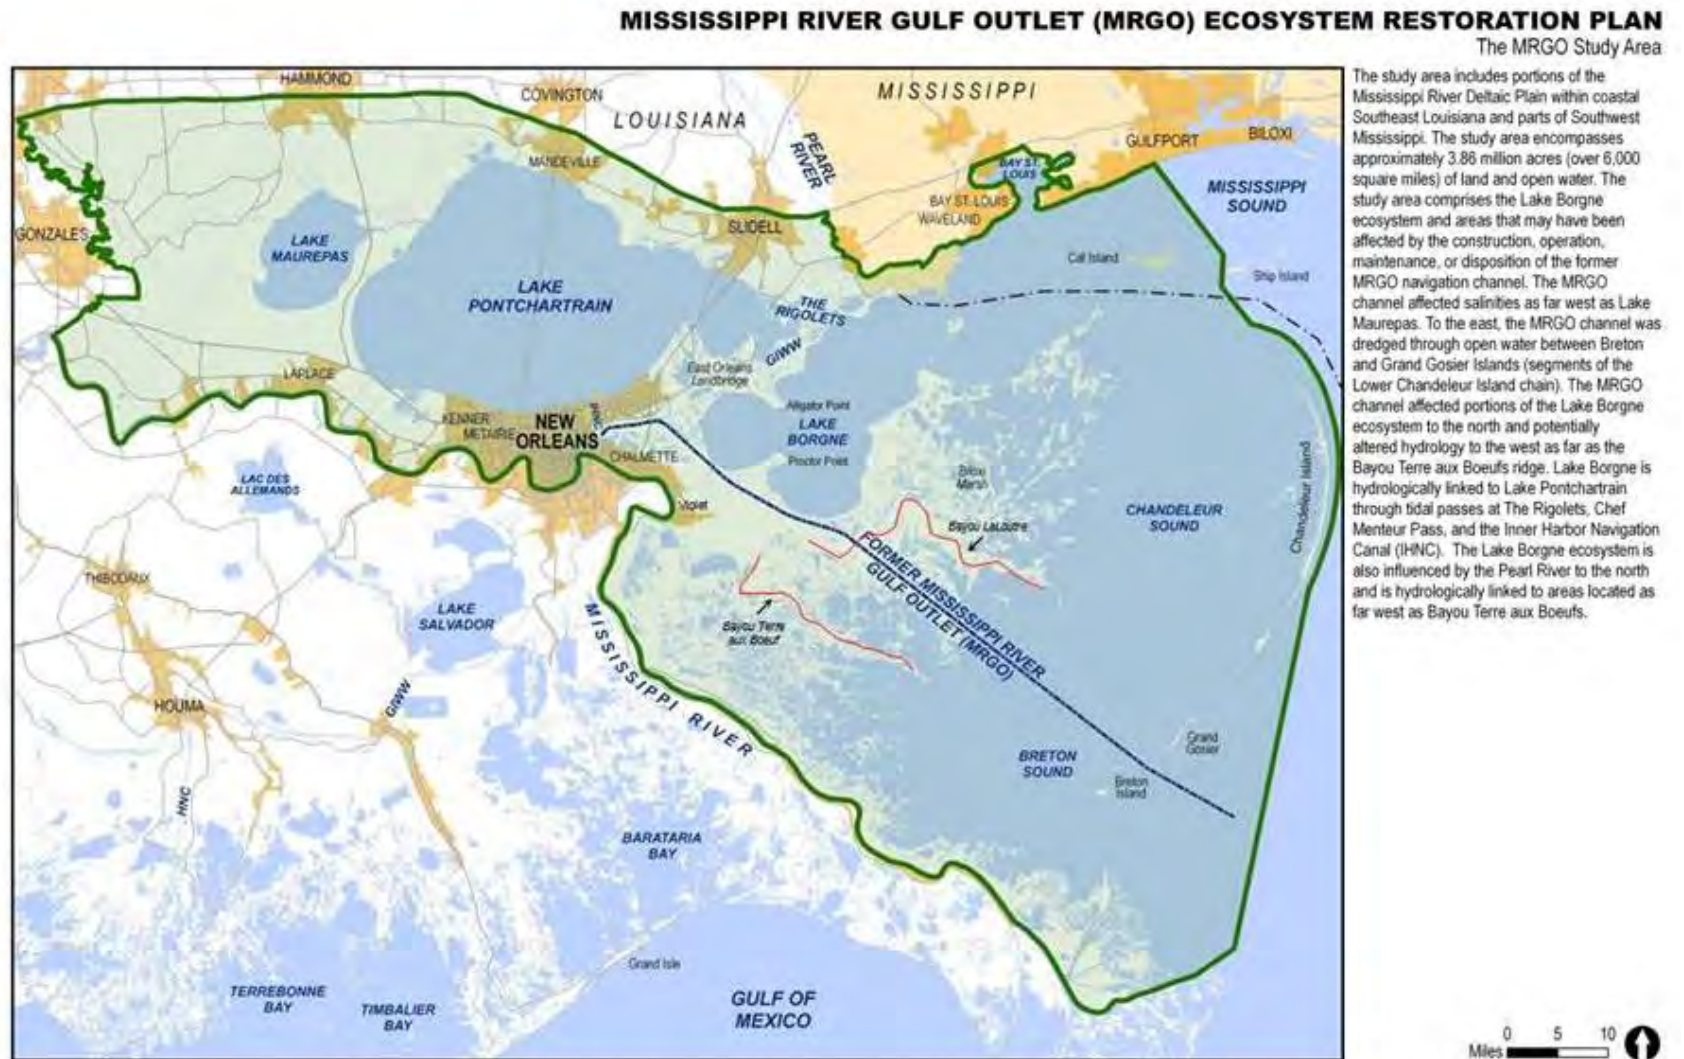 MISSISSIPPI RIVER GULF OUTLET (MRGO) ECOSYSTEM RESTORATION PLAN
The MRGO Study Area
The study area includes portions of the
Mississippi River Deltaic Plain within coastal
Southeast Louisiana and parts of Southwest
Mississippi. The study area encompasses
approximately 3.86 million acres (over 6,000
square miles) of land and open water. The
study area comprises the Lake Borgne
ecosystem and areas that may have been
affected by the construction, operation,
maintenance, or disposition of the former
MRGO navigation channel. The MRGO
channel affected salinities as far west as Lake
Maurepas. To the east, the MRGO channel was
dredged through open water between Breton
and Grand Gosier Islands (segments of the
Lower Chandeleur Island chain). The MRGO
channel affected portions of the Lake Borgne
ecosystem to the north and potentially
altered hydrology to the west as far as the
Bayou Terre aux Boeufs ridge. Lake Borgne is
hydrologically linked to Lake Pontchartrain
through tidal passes at The Rigolets, Chef
Menteur Pass, and the Inner Harbor Navigation
Canal (IHNC). The Lake Borgne ecosystem is
also influenced by the Pearl River to the north
and is hydrologically linked to areas located as
far west as Bayou Terre aux Boeufs.
HAMMOND
COVINGTON
LOUISIANA
MISSISSIPPI
PEARL
RIVER
GULFPORT
BILOXI
MANDEVILLE
BAY ST.
LOUIS
BAY ST. LOUIS
WAVELAND
MISSISSIPPI
SOUND
GONZALES
SLIDELL
LAKE
MAUREPAS
Cat Island
Ship Island
LAKE
PONTCHARTRAIN
THE
RIGOLETS
GIWW
East Orleans
Landbridge
LAPLACE
KENNER
METAIRIE
NEW
ORLEANS
IHNC
CHALMETTE
Alligator Point
LAKE
BORGNE
Proctor Point
LAC DES
ALLEMANDS
Violet
Biloxi
Marsh
CHANDELEUR
SOUND
Chandeleur Island
Bayou LaLoutre
FORMER MISSISSIPPI RIVER
GULF OUTLET (MRGO)
THIBODAUX
LAKE
SALVADOR
Bayou Terre
aux Boeuf
MISSISSIPPI RIVER
HOUMA
GIWW
HNC
Grand
Gosier
BRETON
SOUND
Breton
Island
BARATARIA
BAY
Grand Isle
TERREBONNE
BAY
TIMBALIER
BAY
GULF OF
MEXICO
0 5 10
Miles